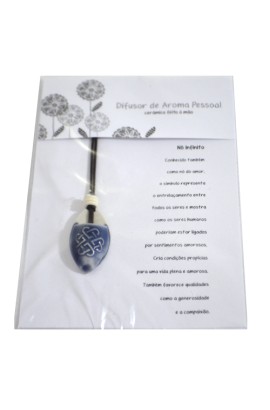 Difusor de Aroma Pessoal
cerâmica feito à mão
Nó Infinito
Conhecido também
como nó do amor,
o símbolo representa
o entrelaçamento entre
todos os seres e mostra
como os seres humanos
poderiam estar ligados
por sentimentos amorosos.
Cria condições propícias
para uma vida plena e amorosa.
Também favorece qualidades
como a generosidade
e a compaixão.